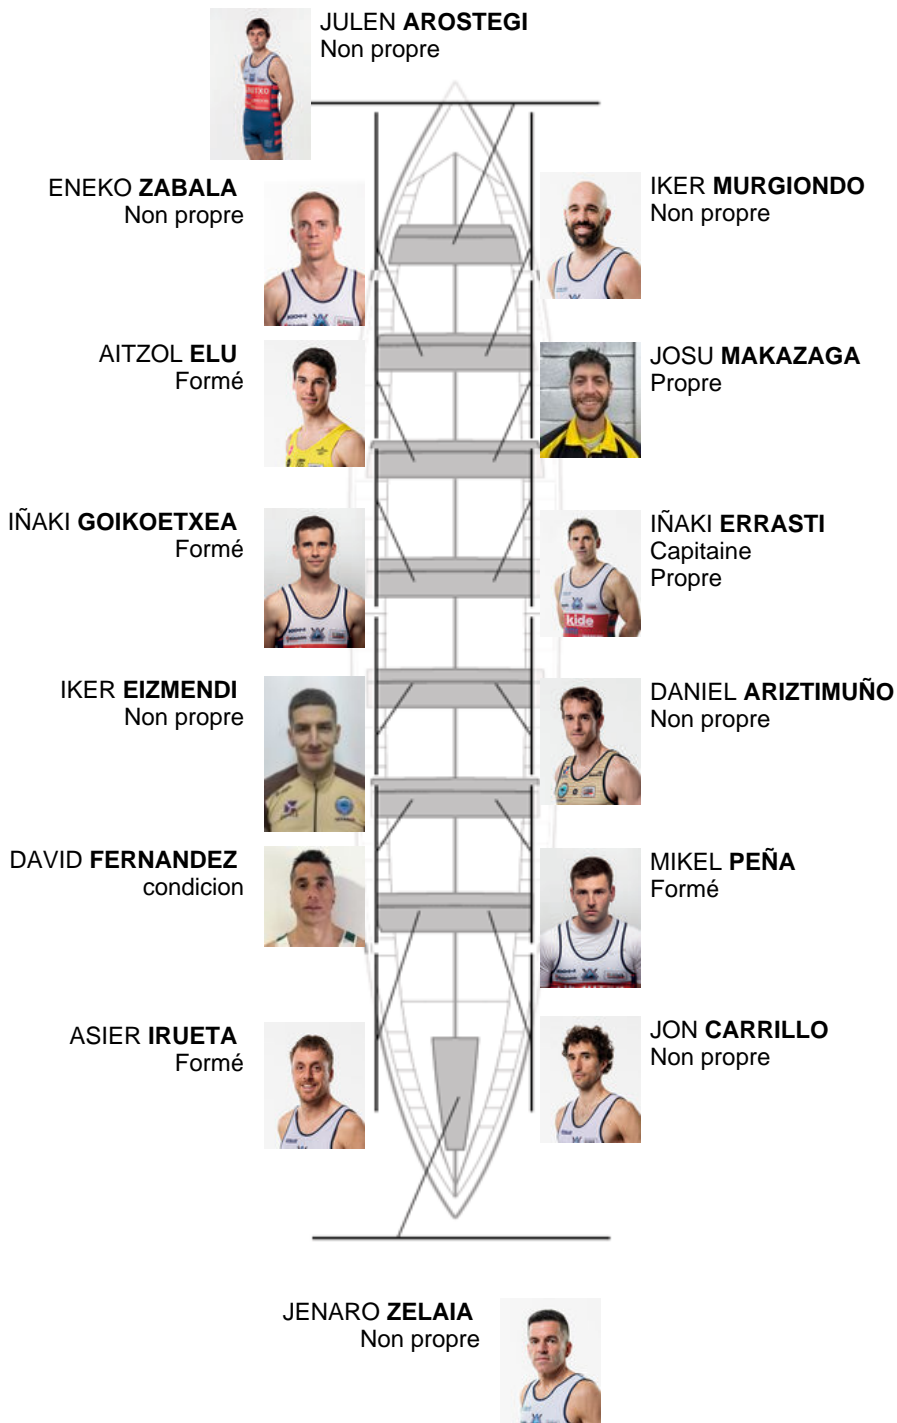 JULEN AROSTEGI
Non propre
ENEKO ZABALA
Non propre
IKER MURGIONDO
Non propre
AITZOL ELU
Formé
JOSU MAKAZAGA
Propre
IÑAKI GOIKOETXEA
Formé
IÑAKI ERRASTI
Capitaine
Propre
kide
IKER EIZMENDI
Non propre
DANIEL ARIZTIMUÑO
Non propre
DAVID FERNANDEZ
condicion
MIKEL PEÑA
Formé
ASIER IRUETA
Formé
JON CARRILLO
Non propre
JENARO ZELAIA
Non propre